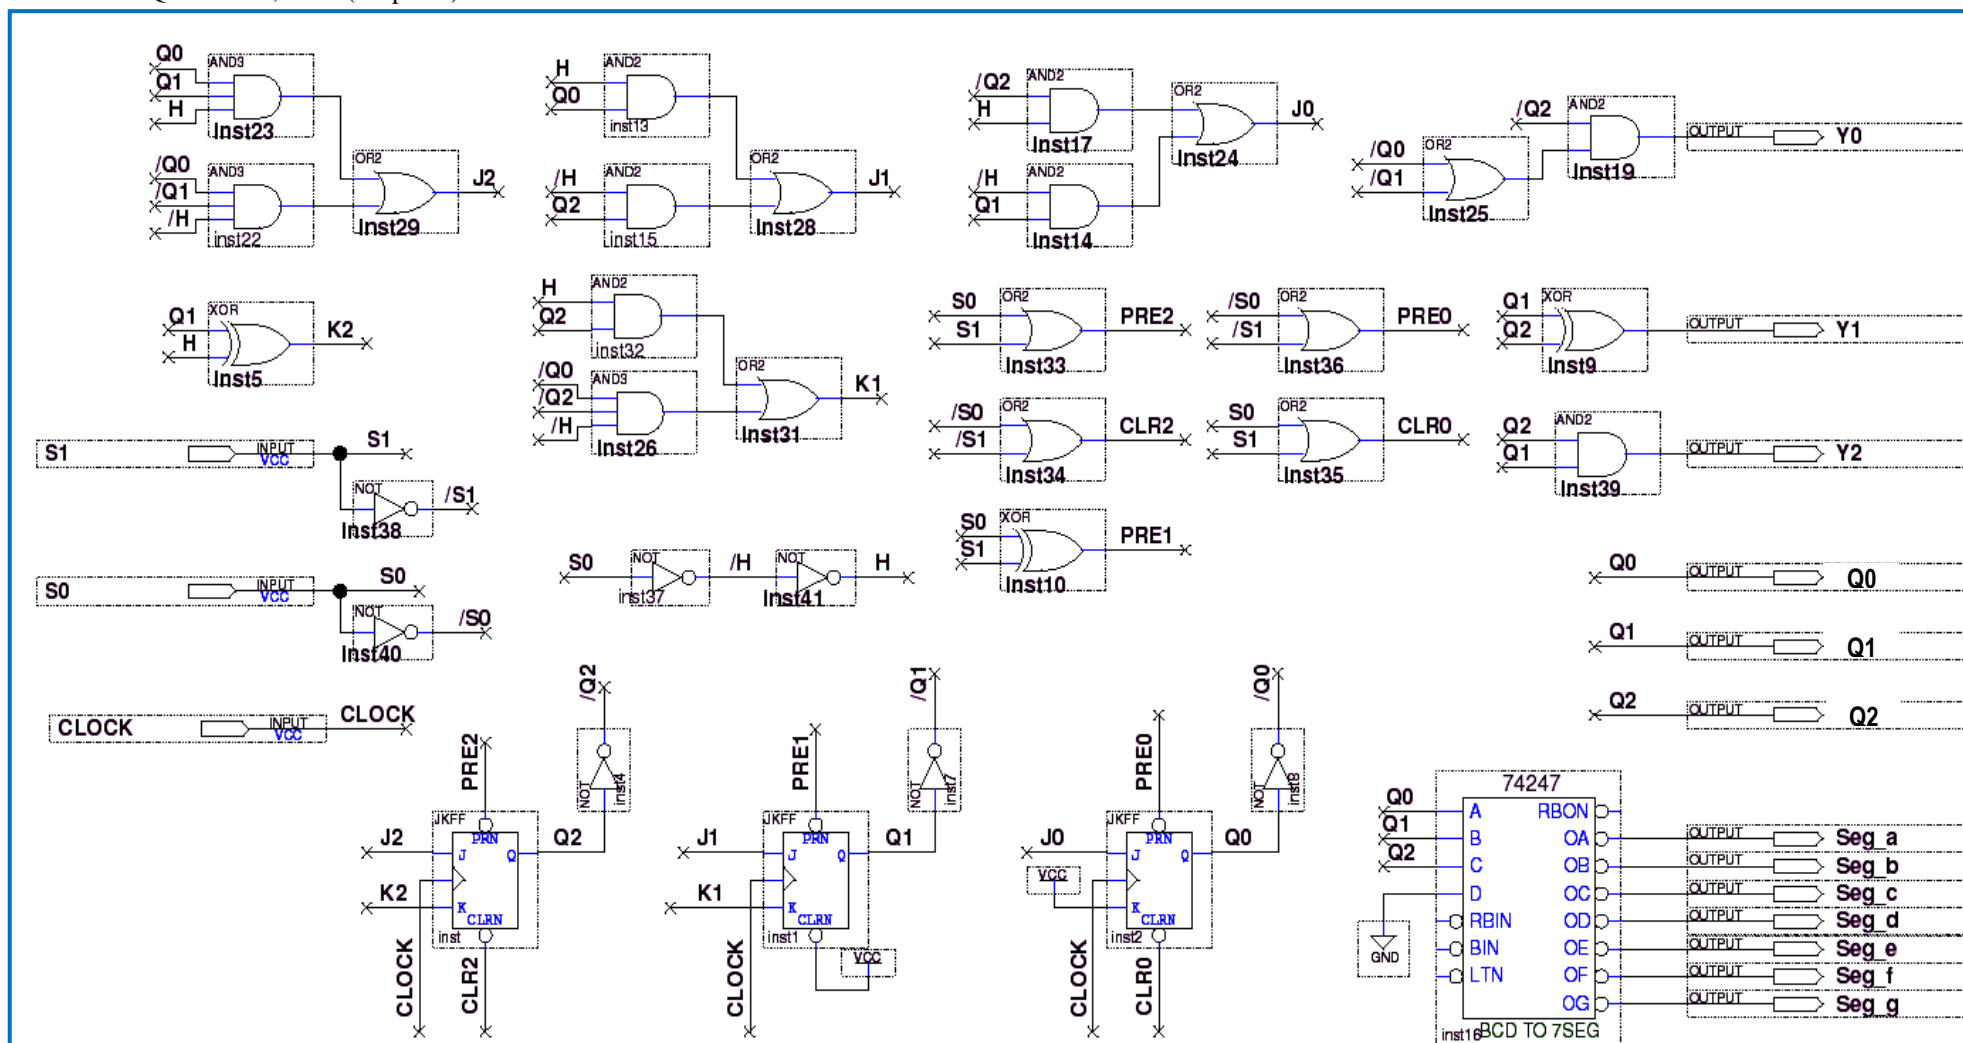 Q0
AND3
Q1
H
Inst23
/Q0
AND3
/Q1
/H
inst22
OR2
J2
Inst29
H
AND2
Q0
inst13
/H
AND2
Q2
inst15
OR2
J1
Inst28
/Q2
AND2
H
Inst17
/H
AND2
Q1
Inst14
OR2
J0
Inst24
/Q0
OR2
/Q1
Inst25
/Q2
AND2
Inst19
OUTPUT
Y0
Q1
XOR
H
K2
Inst5
H
AND2
Q2
inst32
/Q0
AND3
/Q2
/H
Inst26
OR2
K1
Inst31
S0
OR2
S1
PRE2
Inst33
/S0
OR2
/S1
PRE0
Inst36
Q1
XOR
Q2
Inst9
OUTPUT
Y1
/S0
OR2
/S1
CLR2
Inst34
S0
OR2
S1
CLR0
Inst35
Q2
AND2
Q1
Inst39
OUTPUT
Y2
S1
INPUT
VCC
S1
NOT
/S1
Inst38
S0
XOR
S1
PRE1
Inst10
S0
INPUT
VCC
S0
NOT
/S0
Inst40
S0
NOT
/H
inst37
NOT
H
Inst41
Q0
OUTPUT
Q0
Q1
OUTPUT
Q1
Q2
OUTPUT
Q2
CLOCK
INPUT
VCC
CLOCK
PRE2
/Q2
NOT
inst4
JKFF
PRN
J2
J
Q
Q2
K2
K
CLRN
inst
CLOCK
CLR2
PRE1
/Q1
NOT
inst7
JKFF
PRN
J1
J
Q
Q1
K1
K
CLRN
inst1
VCC
CLOCK
PRE0
/Q0
NOT
inst8
JKFF
PRN
J0
J
Q
Q0
VCC
K
CLRN
inst2
CLOCK
CLR0
74247
Q0
A
RBON
Q1
B
OA
OUTPUT
Seg_a
Q2
C
OB
OUTPUT
Seg_b
D
OC
OUTPUT
Seg_c
RBIN
OD
OUTPUT
Seg_d
GND
BIN
OE
OUTPUT
Seg_e
LTN
OF
OUTPUT
Seg_f
OG
OUTPUT
Seg_g
inst16
BCD TO 7SEG